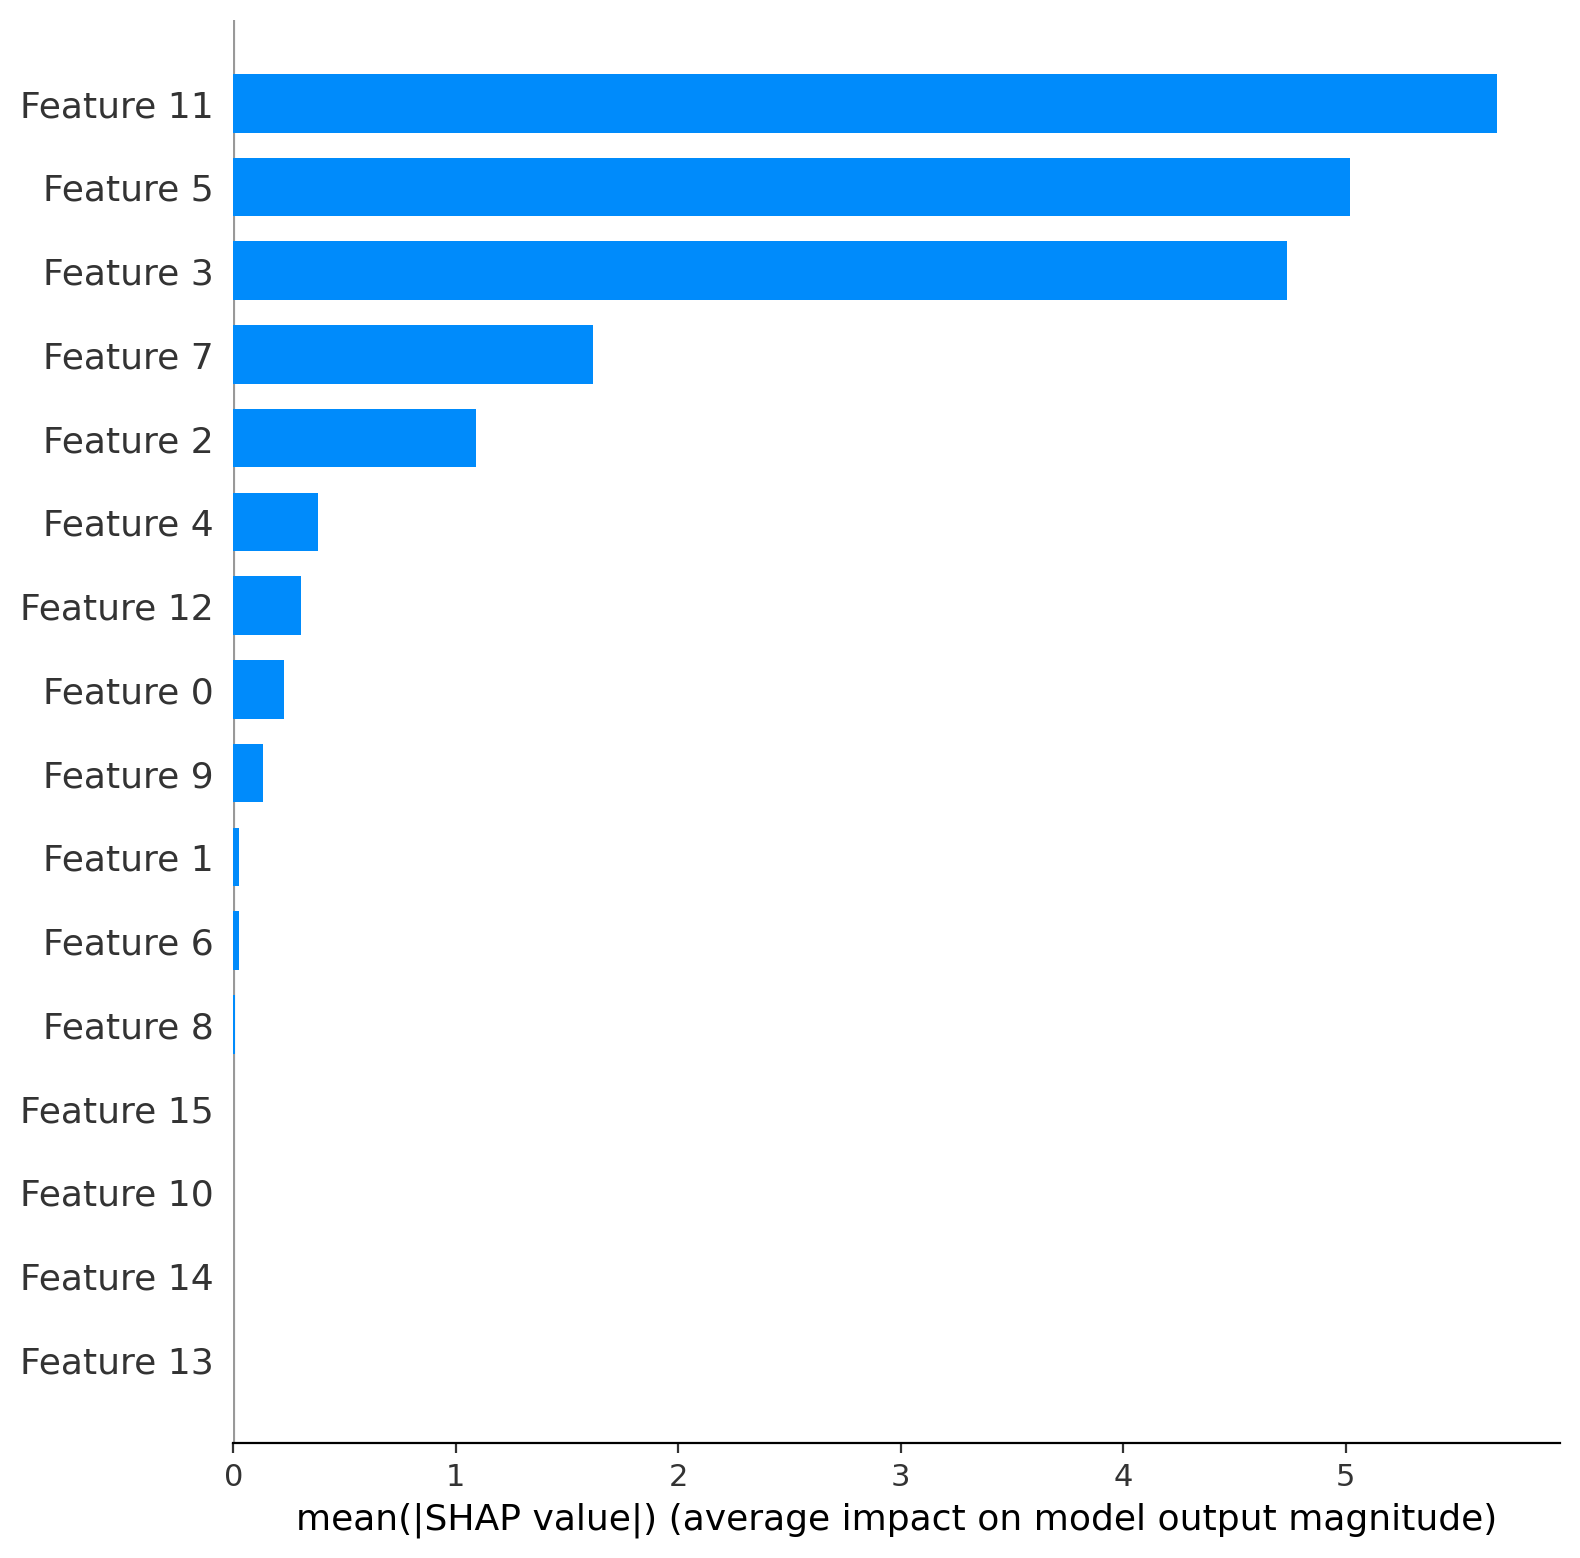 Feature 11
Feature 5
Feature 3
Feature 7
Feature 2
Feature 4
Feature 12
Feature 0
Feature 9
Feature 1
Feature 6
Feature 8
Feature 15
Feature 10
Feature 14
Feature 13
0 1 2 3 4 5
mean(|SHAP value|) (average impact on model output magnitude)